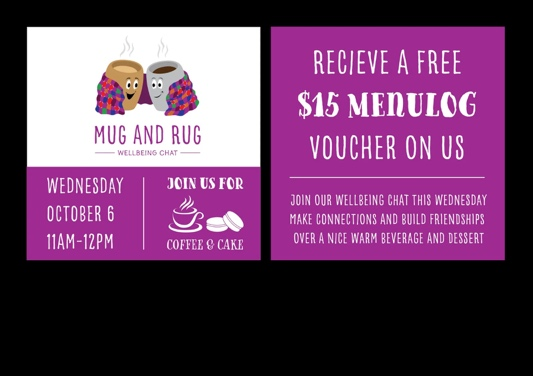 MUG AND RUG
WELLBEING CHAT
WEDNESDAY
OCTOBER 6
11AM-12PM
JOIN US FOR
COFFEE & CAKE
RECIEVE A FREE
$15 MENULOG
VOUCHER ON US
JOIN OUR WELLBEING CHAT THIS WEDNESDAY
MAKE CONNECTIONS AND BUILD FRIENDSHIPS
OVER A NICE WARM BEVERAGE AND DESSERT